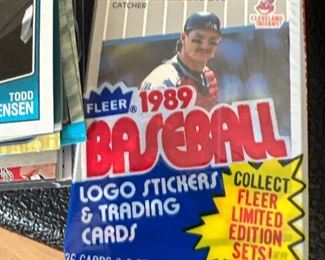 CATCHER
CLEVELAND
INDIANS
TODD
ENSEN
FLEER® 1989
BASEBALL
LOGO STICKERS
& TRADING
CARDS
COLLECT
FLEER
LIMITED
EDITION
SETS!